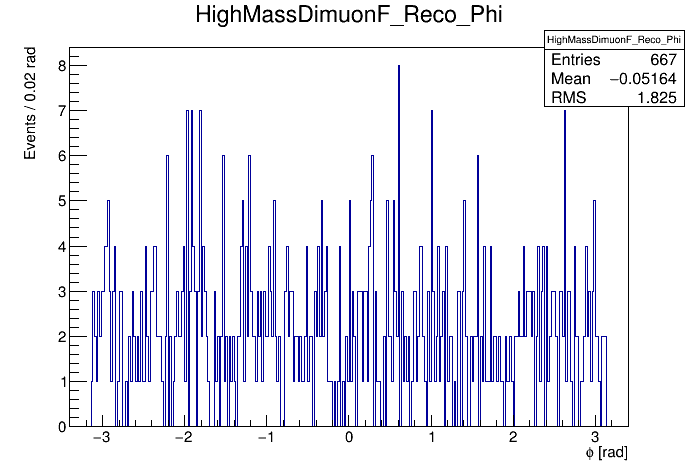 HighMassDimuonF_Reco_Phi
HighMassDimuonF_Reco_Phi
Entries 667
Mean −0.05164
RMS 1.825
Events / 0.02 rad
8
7
6
5
4
3
2
1
0
−3 −2 −1 0 1 2 3
ϕ [rad]